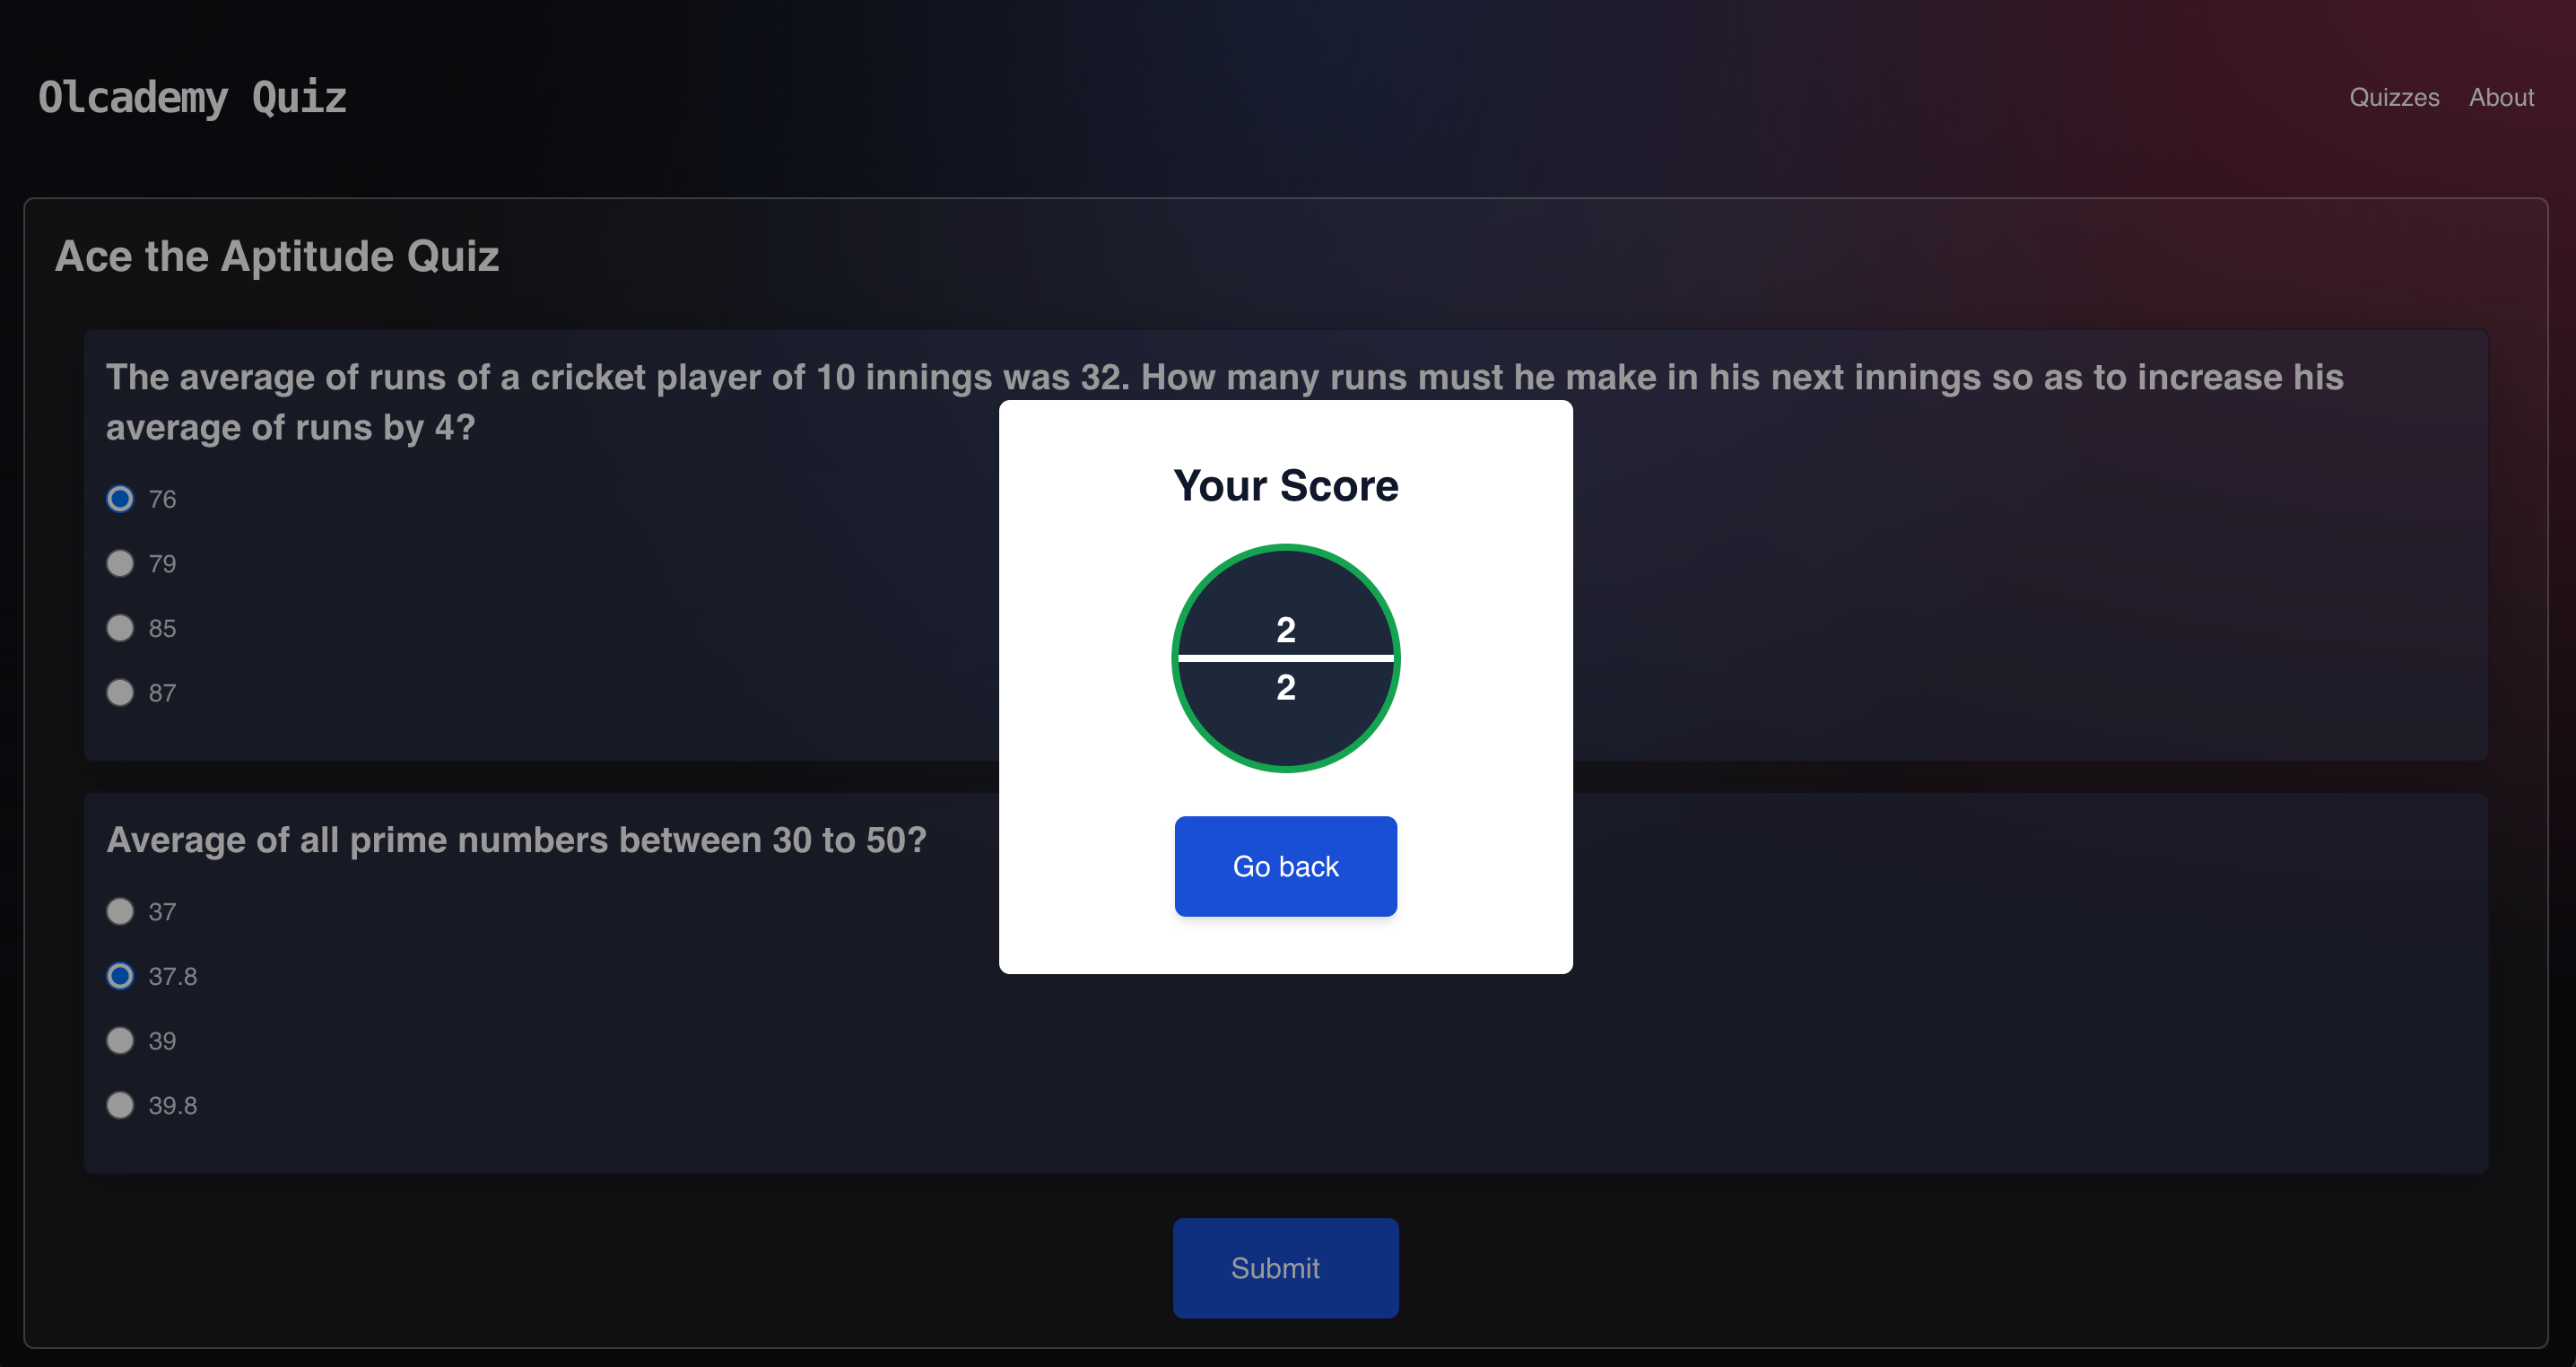 Olcademy Quiz
Quizzes About
Ace the Aptitude Quiz
The average of runs of a cricket player of 10 innings was 32. How many runs must he make in his next innings so as to increase his
average of runs by 4?
76
79
85
87
Your Score
2
2
Go back
Average of all prime numbers between 30 to 50?
37
37.8
39
39.8
Submit